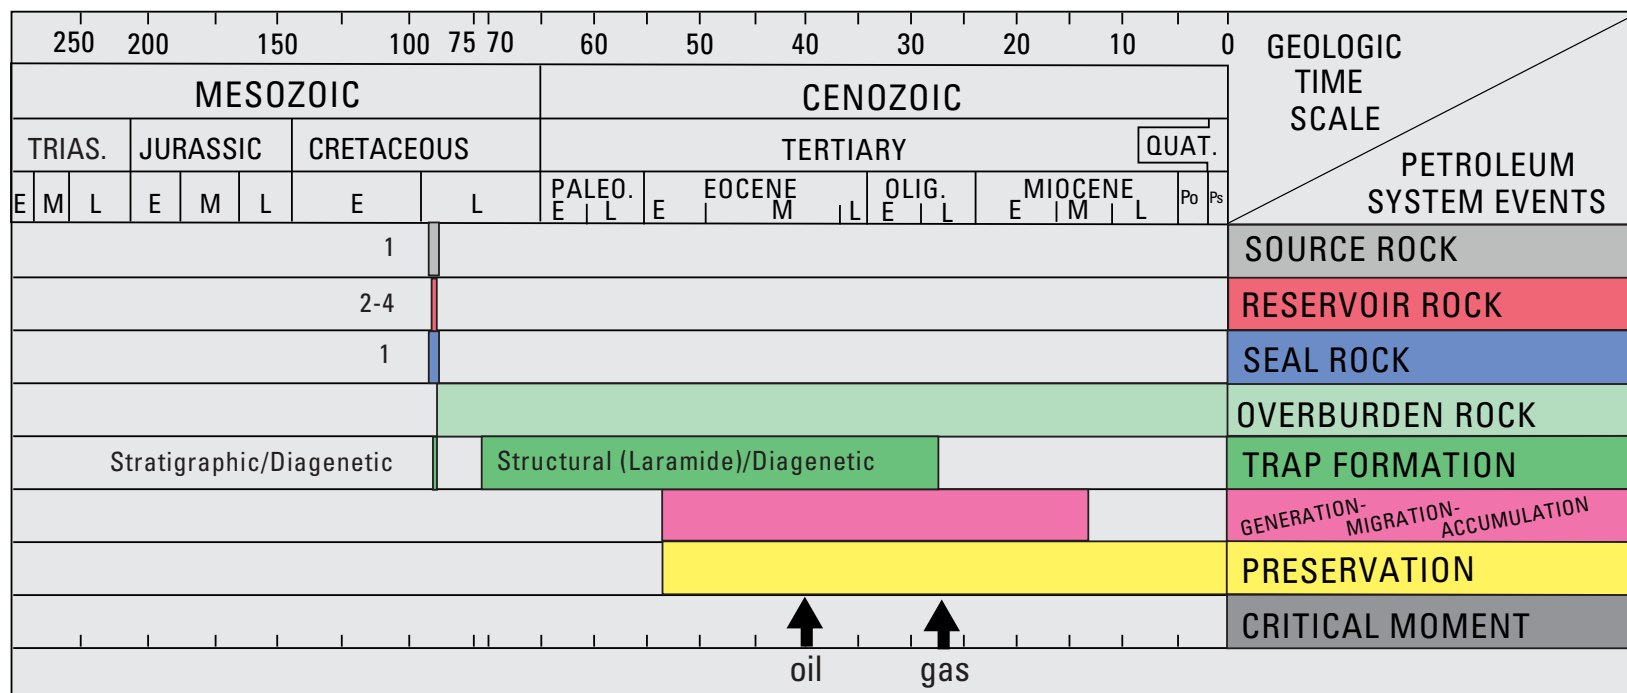 250 200 150 100 75 70 60 50 40 30 20 10 0
GEOLOGIC
TIME
SCALE
MESOZOIC CENOZOIC
TRIAS. JURASSIC CRETACEOUS TERTIARY QUAT.
PETROLEUM
SYSTEM EVENTS
PALEO. EOCENE OLIG. MIOCENE
E M L E M L E L E L E M L E L E M L Po Ps
1 SOURCE ROCK
2-4 RESERVOIR ROCK
1 SEAL ROCK
OVERBURDEN ROCK
Stratigraphic/Diagenetic Structural (Laramide)/Diagenetic TRAP FORMATION
GENERATION-MIGRATION-ACCUMULATION
PRESERVATION
CRITICAL MOMENT
oil gas